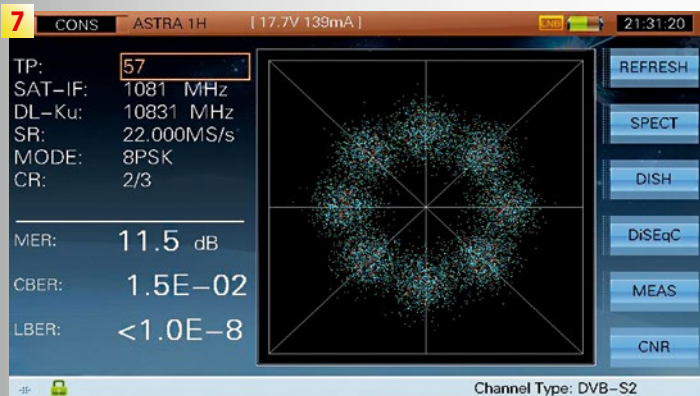 7
CONS ASTRA 1H [ 17.7V 139mA ] LNB 21:31:20
TP: 57
SAT-IF: 1081 MHz
DL-Ku: 10831 MHz
SR: 22.000MS/s
MODE: 8PSK
CR: 2/3
MER: 11.5 dB
CBER: 1.5E-02
LBER: <1.0E-8
REFRESH
SPECT
DISH
DiSEqC
MEAS
CNR
Channel Type: DVB-S2